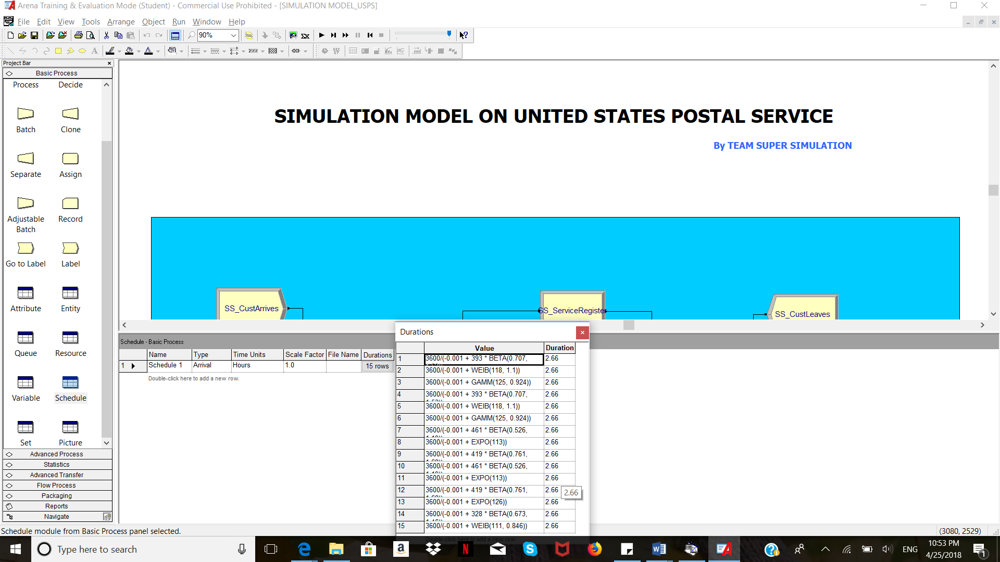 Arena Training & Evaluation Mode (Student) - Commercial Use Prohibited - [SIMULATION MODEL_USPS]
File Edit View Tools Arrange Object Run Window Help
90%
Project Bar
Basic Process
Process Decide
Batch Clone
Separate Assign
Adjustable Batch Record
Go to Label Label
Attribute Entity
Queue Resource
Variable Schedule
Set Picture
Advanced Process
Statistics
Advanced Transfer
Flow Process
Packaging
Reports
Navigate
SIMULATION MODEL ON UNITED STATES POSTAL SERVICE
By TEAM SUPER SIMULATION
SS_CustArrives
SS_ServiceRegister
SS_CustLeaves
Schedule - Basic Process
Name Type Time Units Scale Factor File Name Durations
1 Schedule 1 Arrival Hours 1.0 15 rows
Double-click here to add a new row.
Durations
Value Duration
1 3600/(-0.001 + 393 * BETA(0.707, 2.66
2 3600/(-0.001 + WEIB(118, 1.1)) 2.66
3 3600/(-0.001 + GAMM(125, 0.924)) 2.66
4 3600/(-0.001 + 393 * BETA(0.707, 2.66
5 3600/(-0.001 + WEIB(118, 1.1)) 2.66
6 3600/(-0.001 + GAMM(125, 0.924)) 2.66
7 3600/(-0.001 + 461 * BETA(0.526, 2.66
8 3600/(-0.001 + EXPO(113)) 2.66
9 3600/(-0.001 + 419 * BETA(0.761, 2.66
10 3600/(-0.001 + 461 * BETA(0.526, 2.66
11 3600/(-0.001 + EXPO(113)) 2.66
12 3600/(-0.001 + 419 * BETA(0.761, 2.66
2.66
13 3600/(-0.001 + EXPO(126)) 2.66
14 3600/(-0.001 + 328 * BETA(0.673, 2.66
15 3600/(-0.001 + WEIB(111, 0.846)) 2.66
Double-click here to add a new row.
Schedule module from Basic Process panel selected.
(3080, 2529)
Type here to search
ENG
10:53 PM
4/25/2018
1